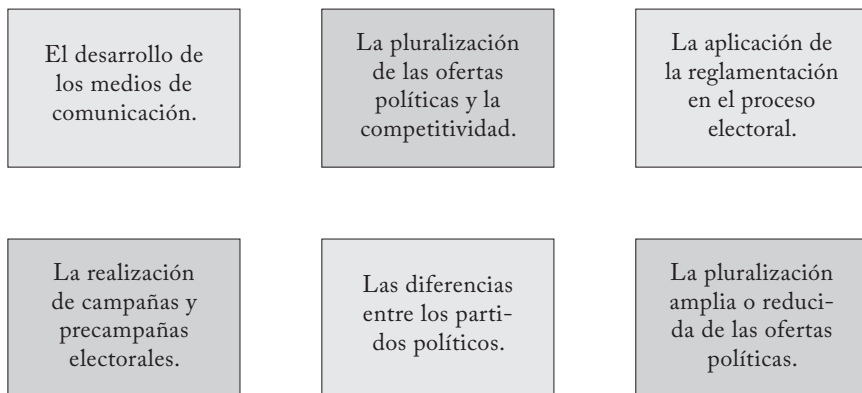 El desarrollo de
los medios de
comunicación.
La pluralización
de las ofertas
políticas y la
competitividad.
La aplicación de
la reglamentación
en el proceso
electoral.
La realización
de campañas y
precampañas
electorales.
Las diferencias
entre los parti-
dos políticos.
La pluralización
amplia o reduci-
da de las ofertas
políticas.